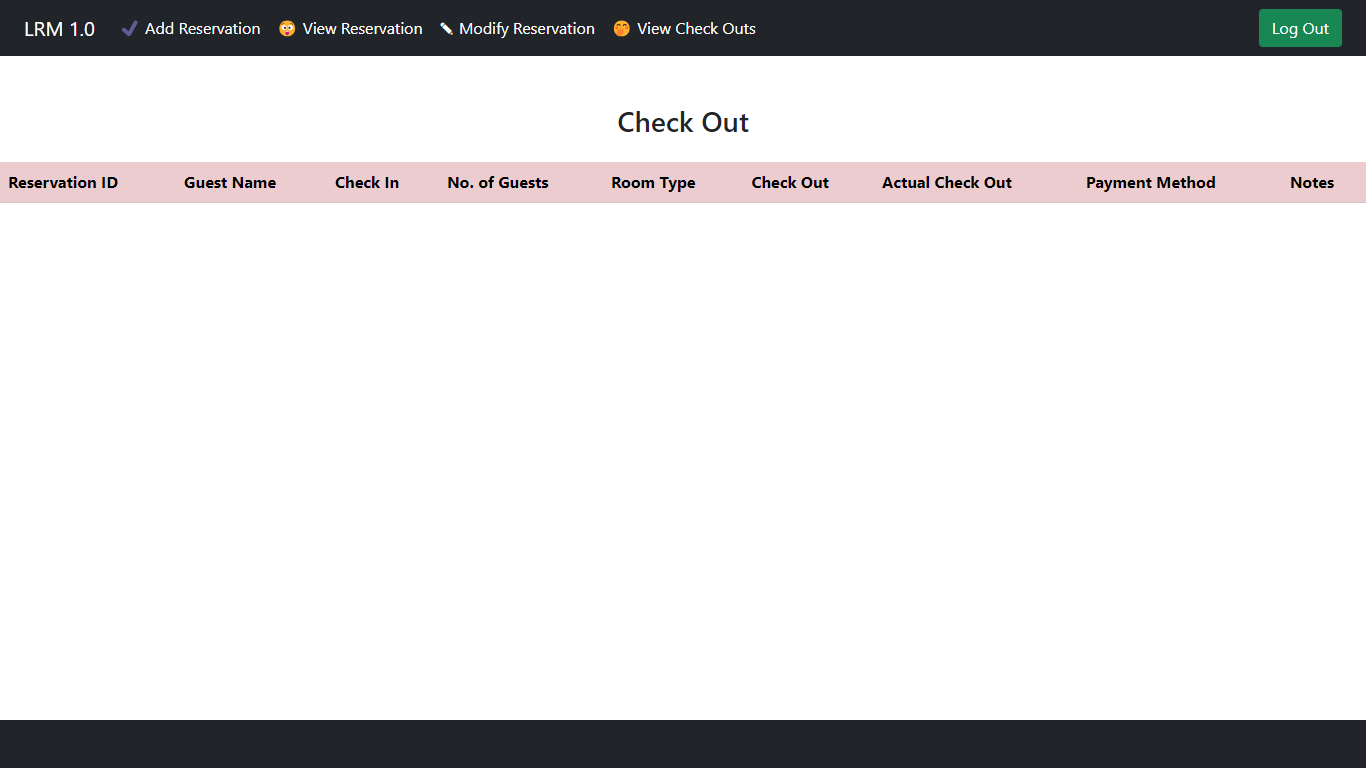 LRM 1.0 Add Reservation View Reservation Modify Reservation View Check Outs Log Out
Check Out
Reservation ID Guest Name Check In No. of Guests Room Type Check Out Actual Check Out Payment Method Notes